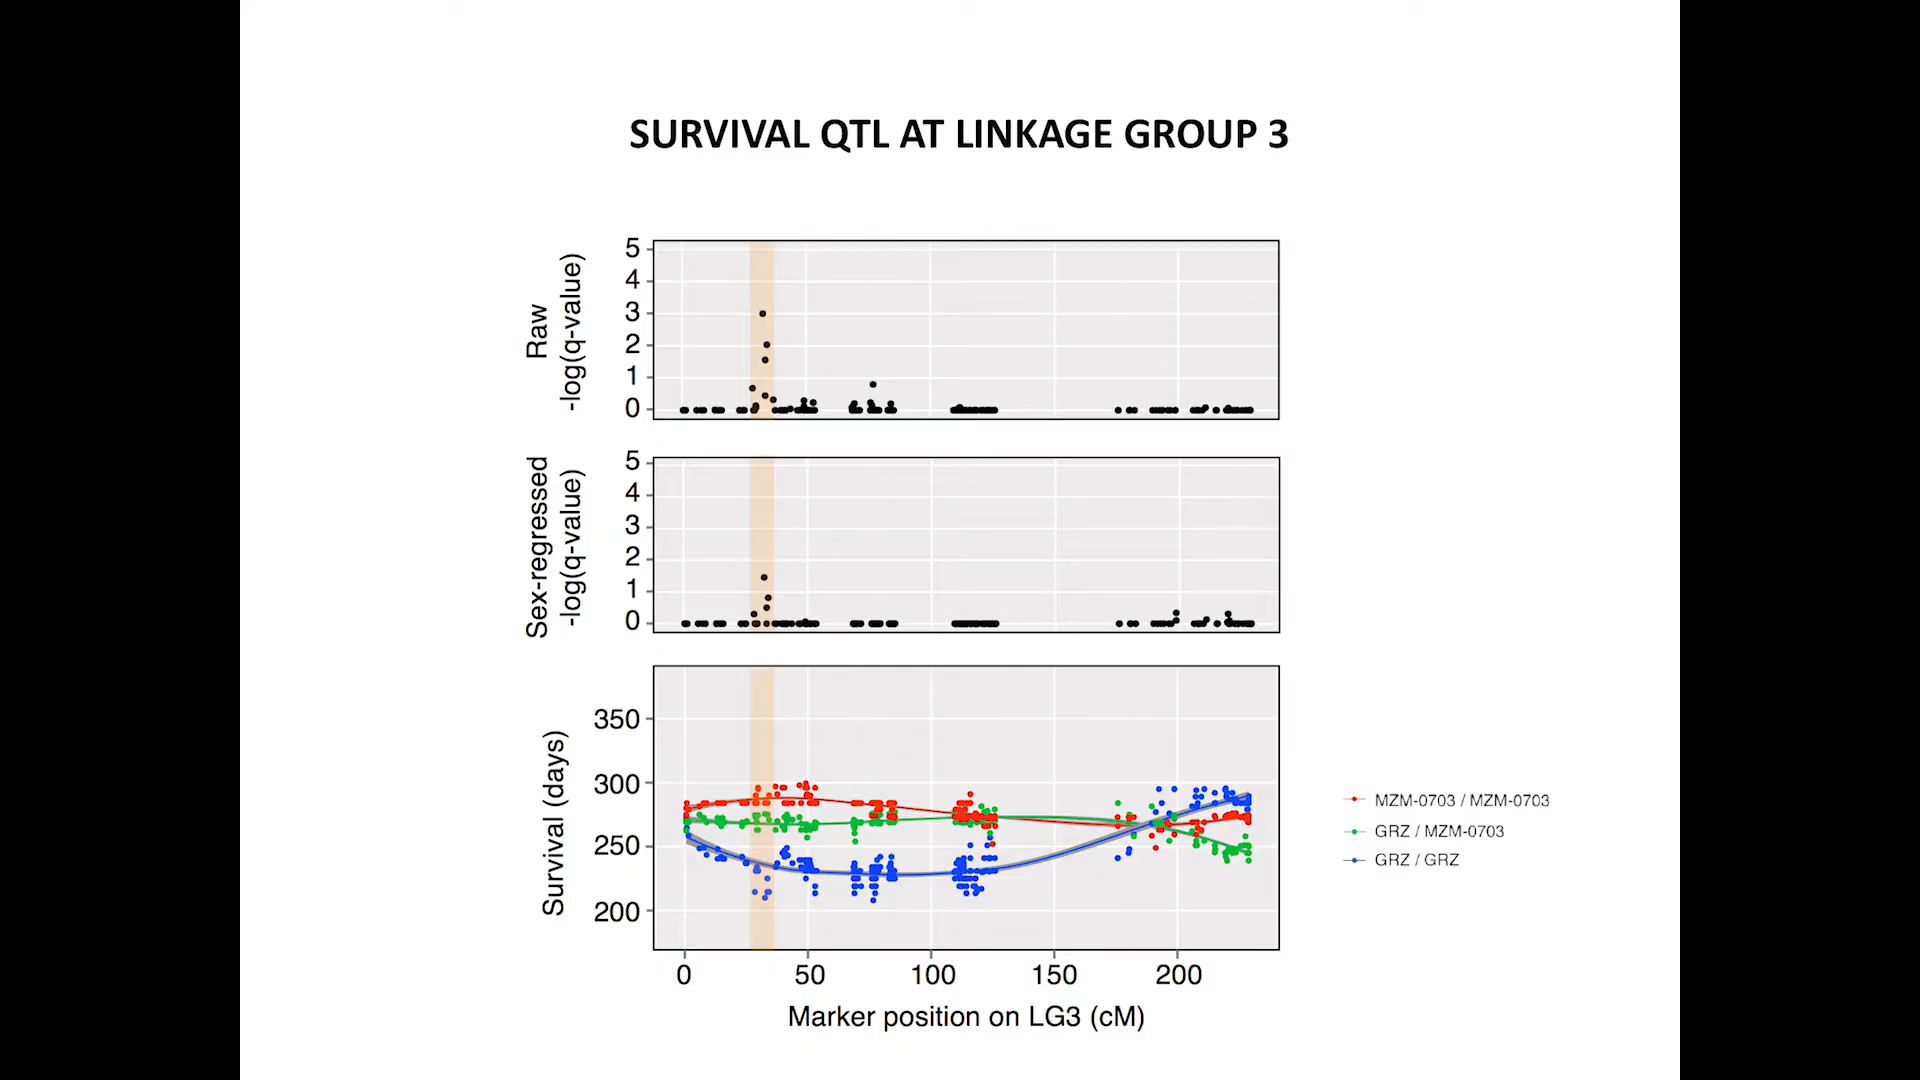 SURVIVAL QTL AT LINKAGE GROUP 3
Raw
-log(q-value)
5
4
3
2
1
0
Sex-regressed
-log(q-value)
5
4
3
2
1
0
Survival (days)
350
300
250
200
0 50 100 150 200
Marker position on LG3 (cM)
MZM-0703 / MZM-0703
GRZ / MZM-0703
GRZ / GRZ